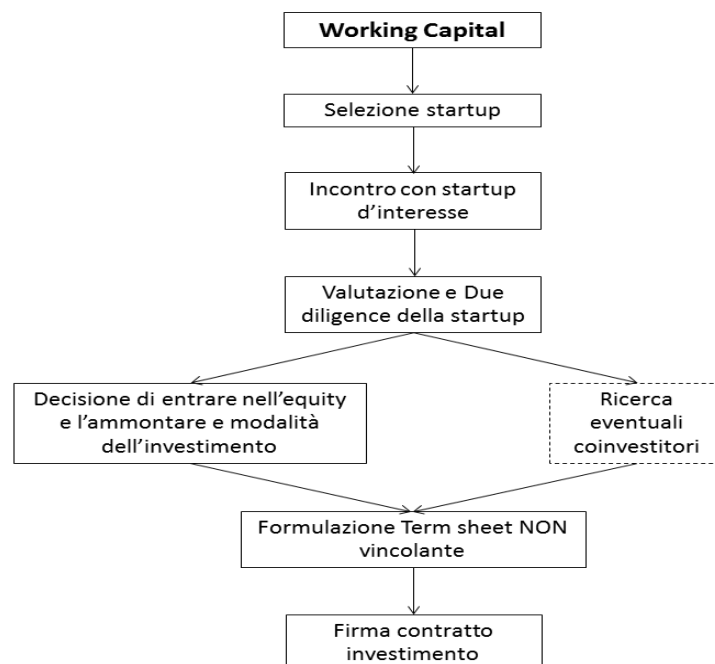 Working Capital
Selezione startup
Incontro con startup
d'interesse
Valutazione e Due
diligence della startup
Decisione di entrare nell'equity
e l'ammontare e modalità
dell'investimento
Ricerca
eventuali
coinvestitori
Formulazione Term sheet NON
vincolante
Firma contratto
investimento